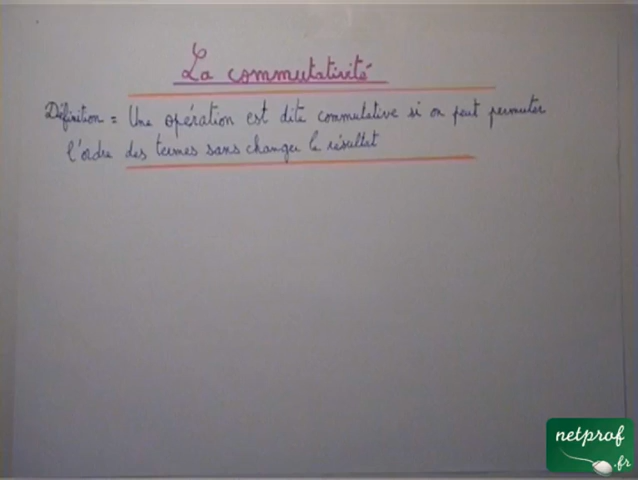 La commutativité
Définition = Une opération est dite commutative si on peut permuter
l'ordre des termes sans changer le résultat
netprof
.fr